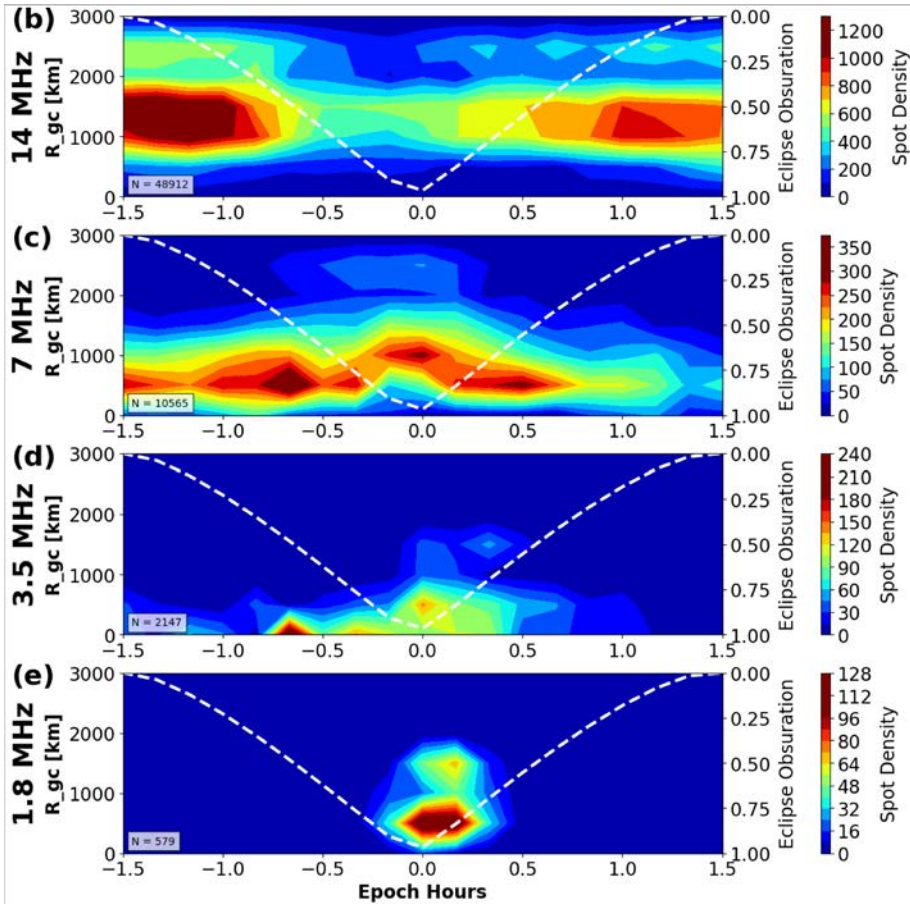 (b)
14 MHz
R_gc [km]
3000
2000
1000
0
N = 48912
−1.5 −1.0 −0.5 0.0 0.5 1.0 1.5
0.00
0.25
0.50
0.75
1.00
Eclipse Obsuration
1200
1000
800
600
400
200
0
Spot Density
(c)
7 MHz
R_gc [km]
3000
2000
1000
0
N = 10565
−1.5 −1.0 −0.5 0.0 0.5 1.0 1.5
0.00
0.25
0.50
0.75
1.00
Eclipse Obsuration
350
300
250
200
150
100
50
0
Spot Density
(d)
3.5 MHz
R_gc [km]
3000
2000
1000
0
N = 2147
−1.5 −1.0 −0.5 0.0 0.5 1.0 1.5
0.00
0.25
0.50
0.75
1.00
Eclipse Obsuration
240
210
180
150
120
90
60
30
0
Spot Density
(e)
1.8 MHz
R_gc [km]
3000
2000
1000
0
N = 579
−1.5 −1.0 −0.5 0.0 0.5 1.0 1.5
0.00
0.25
0.50
0.75
1.00
Eclipse Obsuration
128
112
96
80
64
48
32
16
0
Spot Density
Epoch Hours